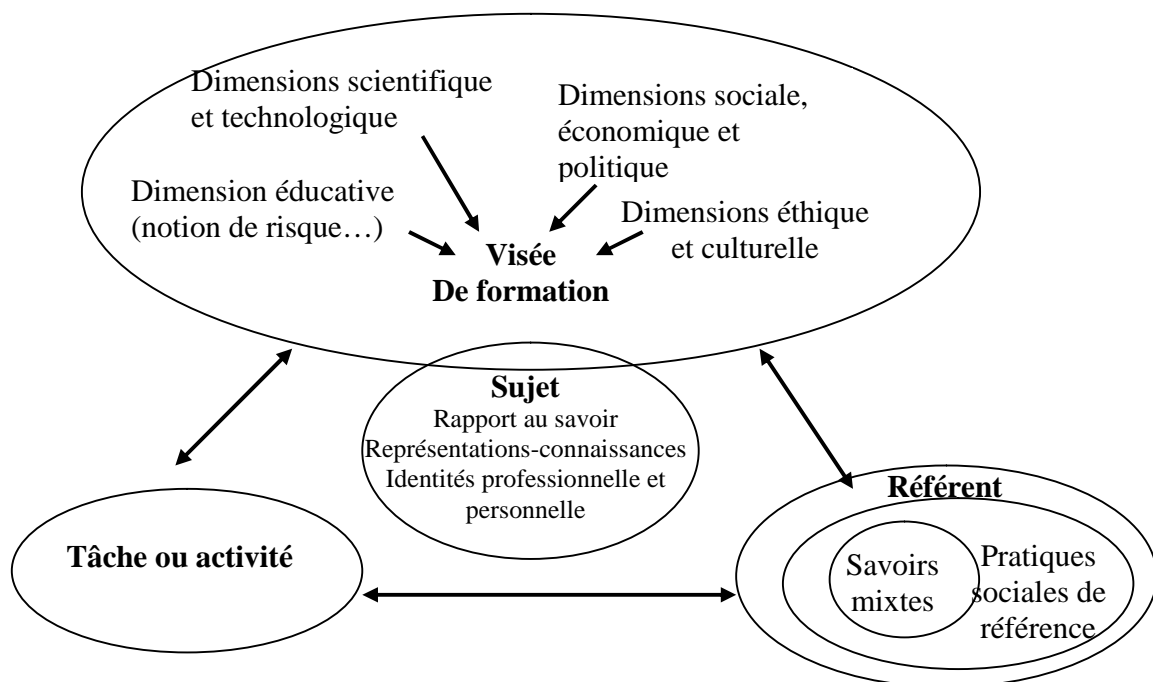 Dimensions scientifique
et technologique
Dimensions sociale,
économique et
politique
Dimension éducative
(notion de risque…)
Dimensions éthique
et culturelle
Visée
De formation
Sujet
Rapport au savoir
Représentations-connaissances
Identités professionnelle et
personnelle
Tâche ou activité
Référent
Savoirs
mixtes
Pratiques
sociales de
référence